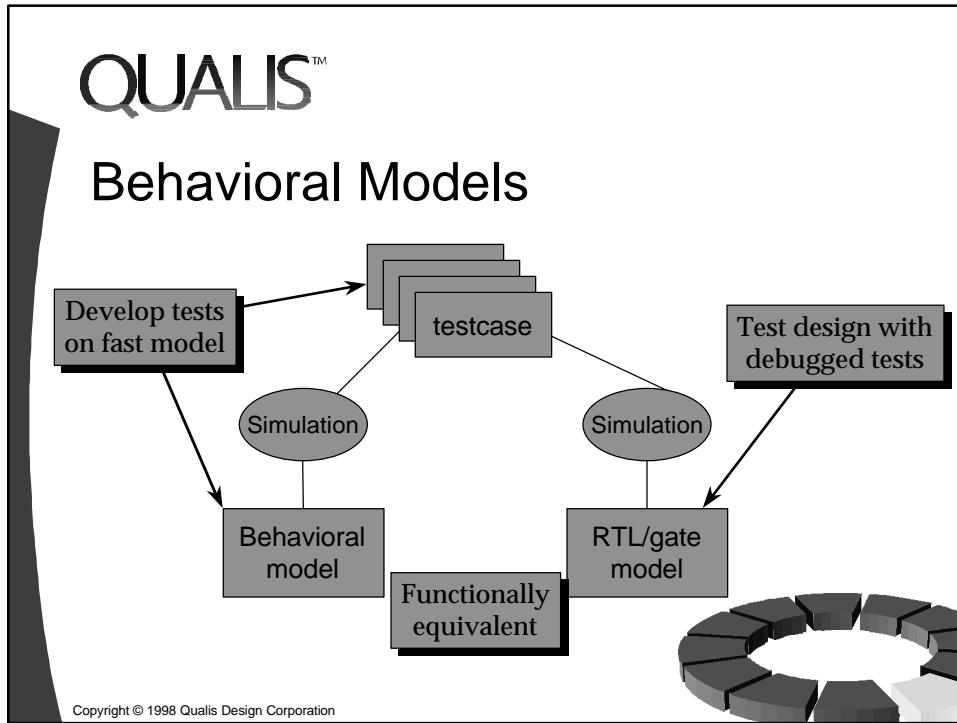 QUALIS™
Behavioral Models
testcase
Develop tests
on fast model
Test design with
debugged tests
Simulation
Simulation
Behavioral
model
RTL/gate
model
Functionally
equivalent
Copyright © 1998 Qualis Design Corporation